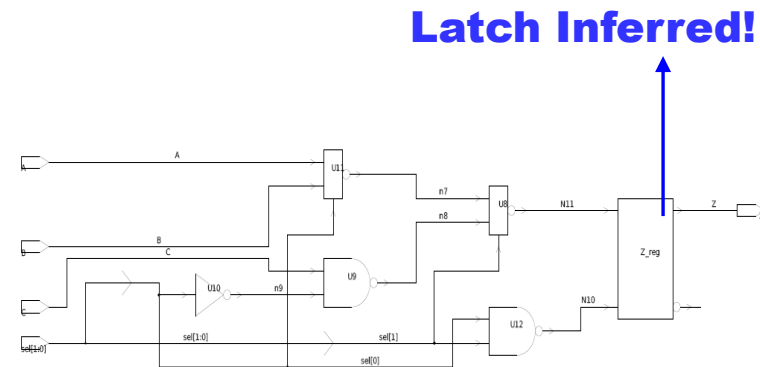 Latch Inferred!
A
U11
A
n7
U8
N11
Z
n8
B
B
C
Z_reg
U9
U10
n9
N10
C
U12
sel[1:0]
sel[1]
sel[1:0]
sel[0]